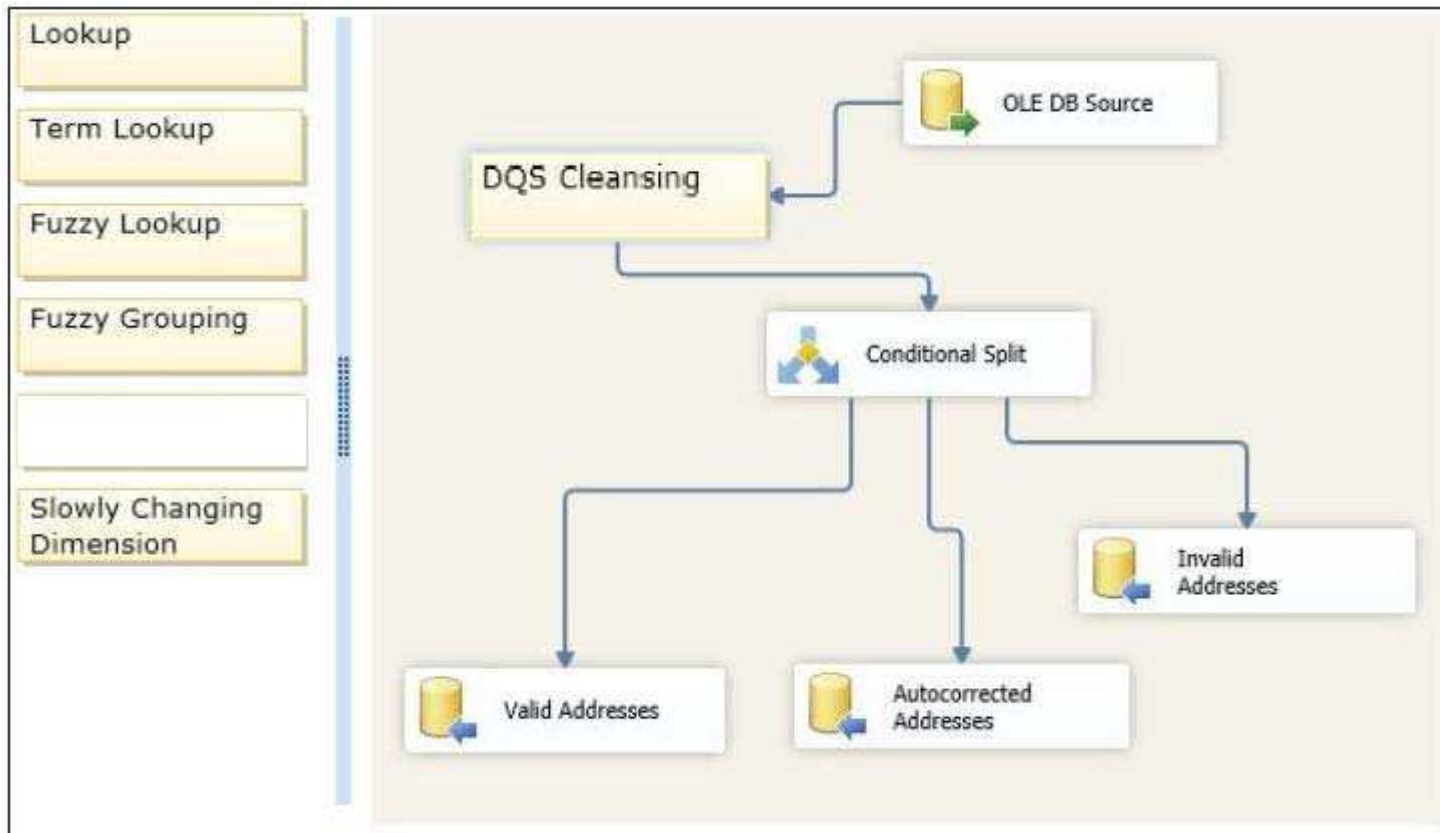 Lookup
Term Lookup
Fuzzy Lookup
Fuzzy Grouping
Slowly Changing
Dimension
OLE DB Source
DQS Cleansing
Conditional Split
Invalid
Addresses
Valid Addresses
Autocorrected
Addresses